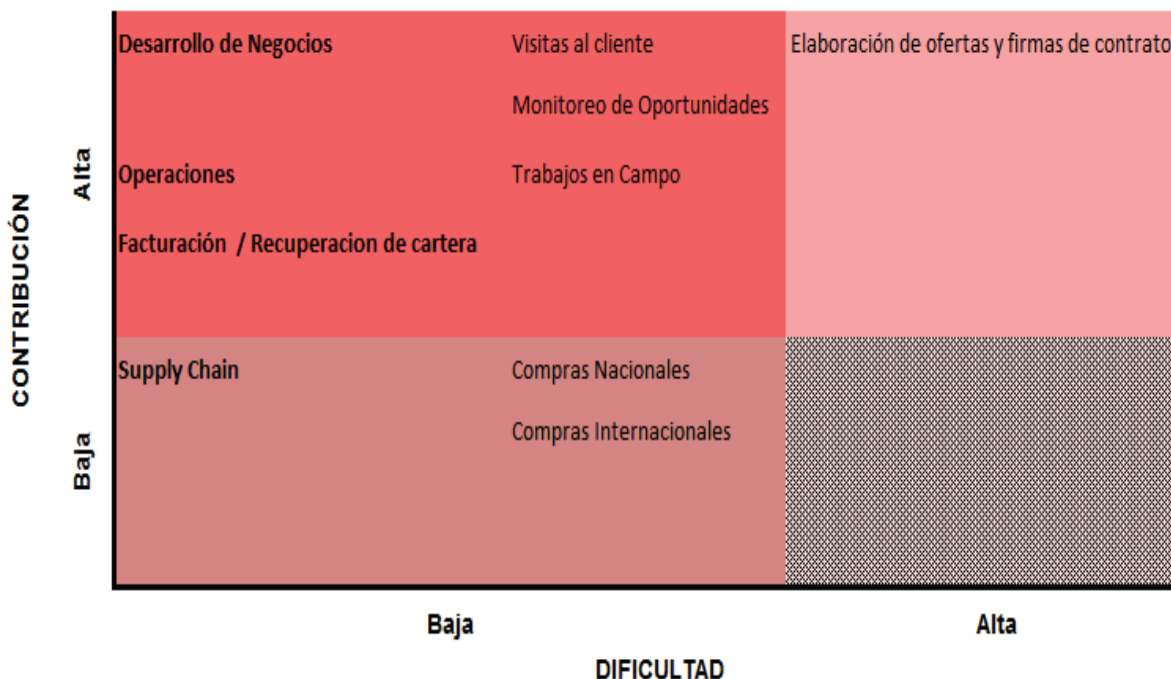 Desarrollo de Negocios
Visitas al cliente
Elaboración de ofertas y firmas de contrato
Monitoreo de Oportunidades
Operaciones
Trabajos en Campo
Facturación / Recuperacion de cartera
Supply Chain
Compras Nacionales
Compras Internacionales
CONTRIBUCIÓN
Alta
Baja
Baja
Alta
DIFICULTAD